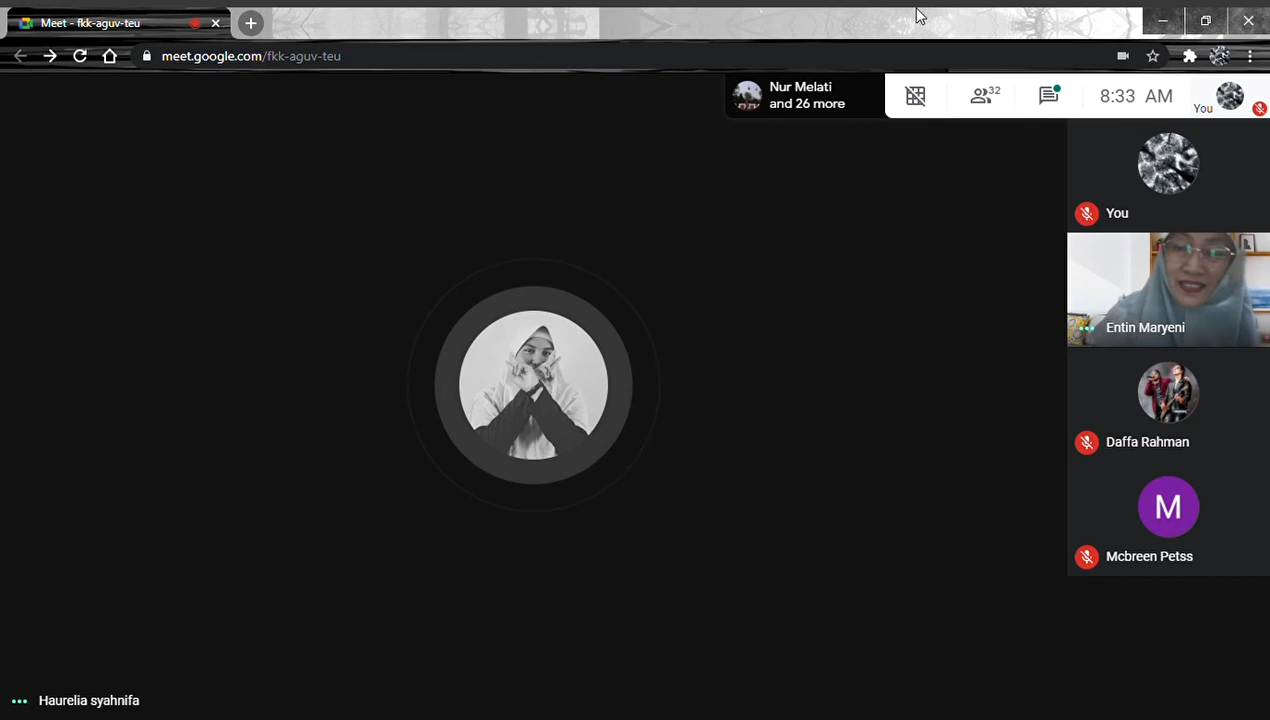 Meet - fkk-aguv-teu
meet.google.com/fkk-aguv-teu
Nur Melati
and 26 more
32
8:33 AM
You
You
Entin Maryeni
Daffa Rahman
M
Mcbreen Petss
Haurelia syahnifa